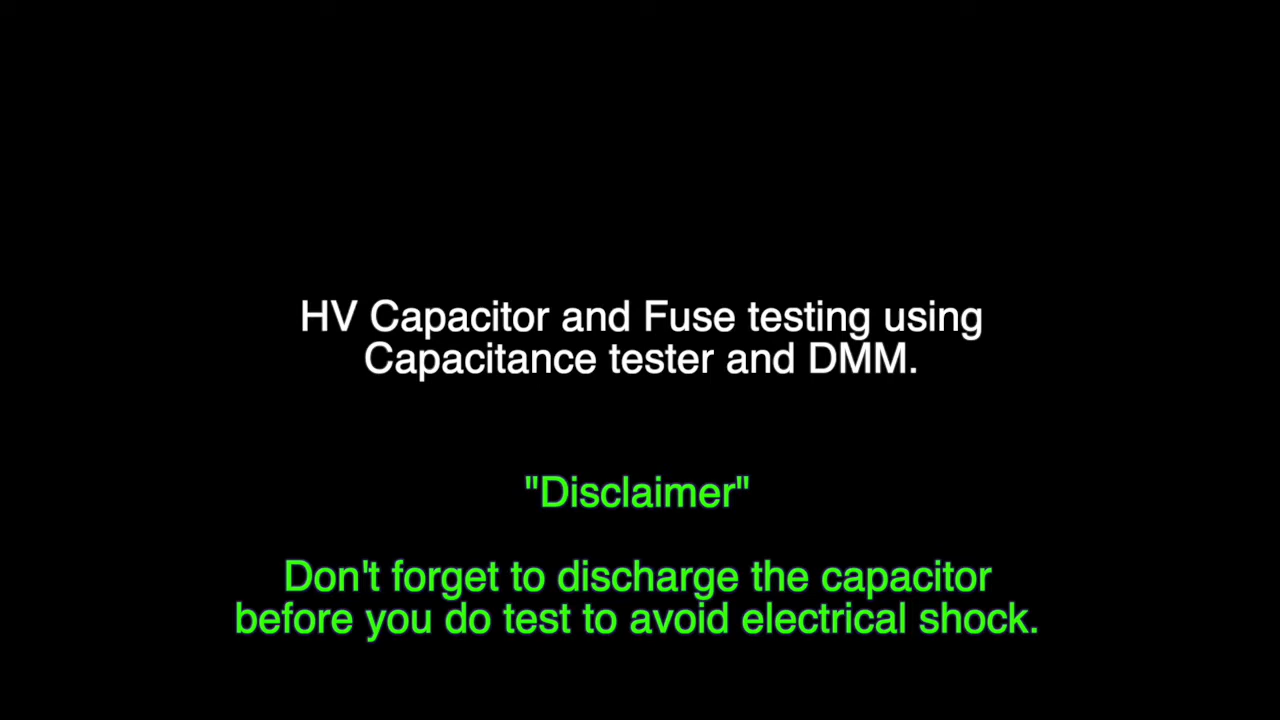 HV Capacitor and Fuse testing using
Capacitance tester and DMM.
"Disclaimer"
Don't forget to discharge the capacitor
before you do test to avoid electrical shock.